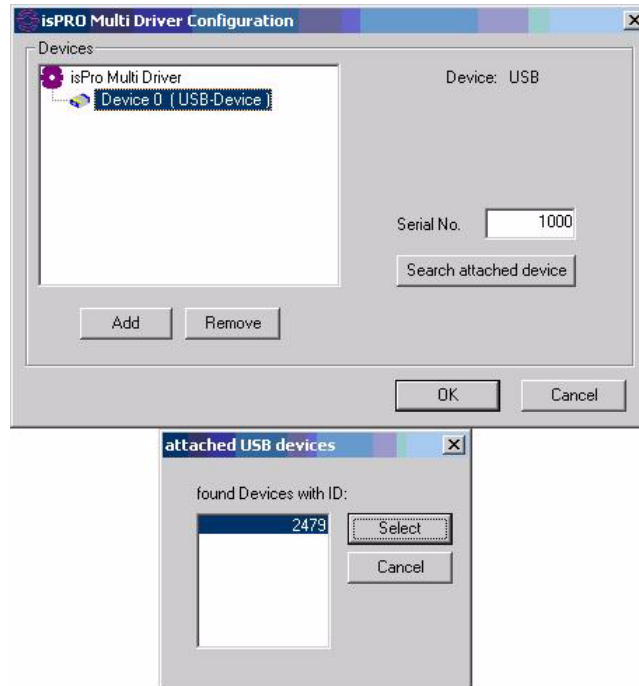 isPRO Multi Driver Configuration
Devices
isPro Multi Driver
Device 0 ( USB-Device )
Device: USB
Serial No. 1000
Search attached device
Add Remove
OK Cancel
attached USB devices
found Devices with ID:
2479
Select
Cancel